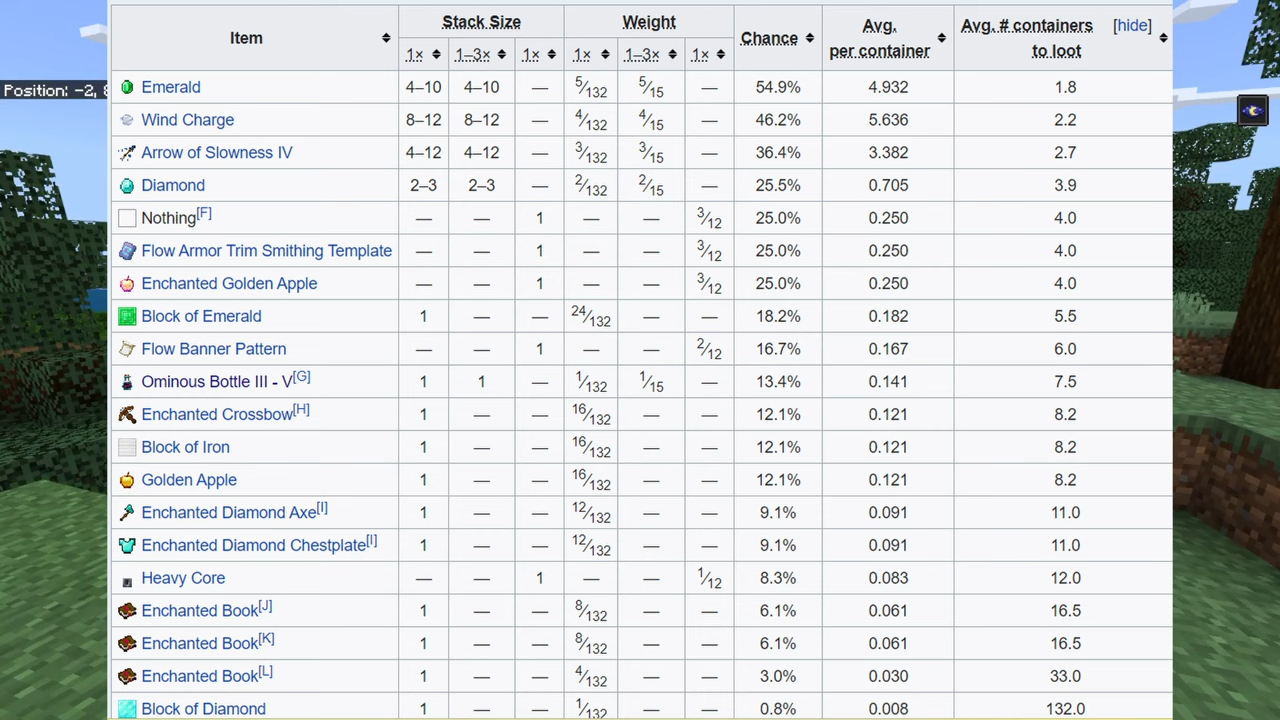 Item Stack Size Weight Chance Avg. per container Avg. # containers to loot [hide]
1× 1–3× 1× 1× 1–3× 1×
Position: −2, 8
Emerald 4–10 4–10 — 5/132 5/15 — 54.9% 4.932 1.8
Wind Charge 8–12 8–12 — 4/132 4/15 — 46.2% 5.636 2.2
Arrow of Slowness IV 4–12 4–12 — 3/132 3/15 — 36.4% 3.382 2.7
Diamond 2–3 2–3 — 2/132 2/15 — 25.5% 0.705 3.9
Nothing[F] — — 1 — — 3/12 25.0% 0.250 4.0
Flow Armor Trim Smithing Template — — 1 — — 3/12 25.0% 0.250 4.0
Enchanted Golden Apple — — 1 — — 3/12 25.0% 0.250 4.0
Block of Emerald 1 — — 24/132 — — 18.2% 0.182 5.5
Flow Banner Pattern — — 1 — — 2/12 16.7% 0.167 6.0
Ominous Bottle III - V[G] 1 1 — 1/132 1/15 — 13.4% 0.141 7.5
Enchanted Crossbow[H] 1 — — 16/132 — — 12.1% 0.121 8.2
Block of Iron 1 — — 16/132 — — 12.1% 0.121 8.2
Golden Apple 1 — — 16/132 — — 12.1% 0.121 8.2
Enchanted Diamond Axe[I] 1 — — 12/132 — — 9.1% 0.091 11.0
Enchanted Diamond Chestplate[I] 1 — — 12/132 — — 9.1% 0.091 11.0
Heavy Core — — 1 — — 1/12 8.3% 0.083 12.0
Enchanted Book[J] 1 — — 8/132 — — 6.1% 0.061 16.5
Enchanted Book[K] 1 — — 8/132 — — 6.1% 0.061 16.5
Enchanted Book[L] 1 — — 4/132 — — 3.0% 0.030 33.0
Block of Diamond 1 — — 1/132 — — 0.8% 0.008 132.0